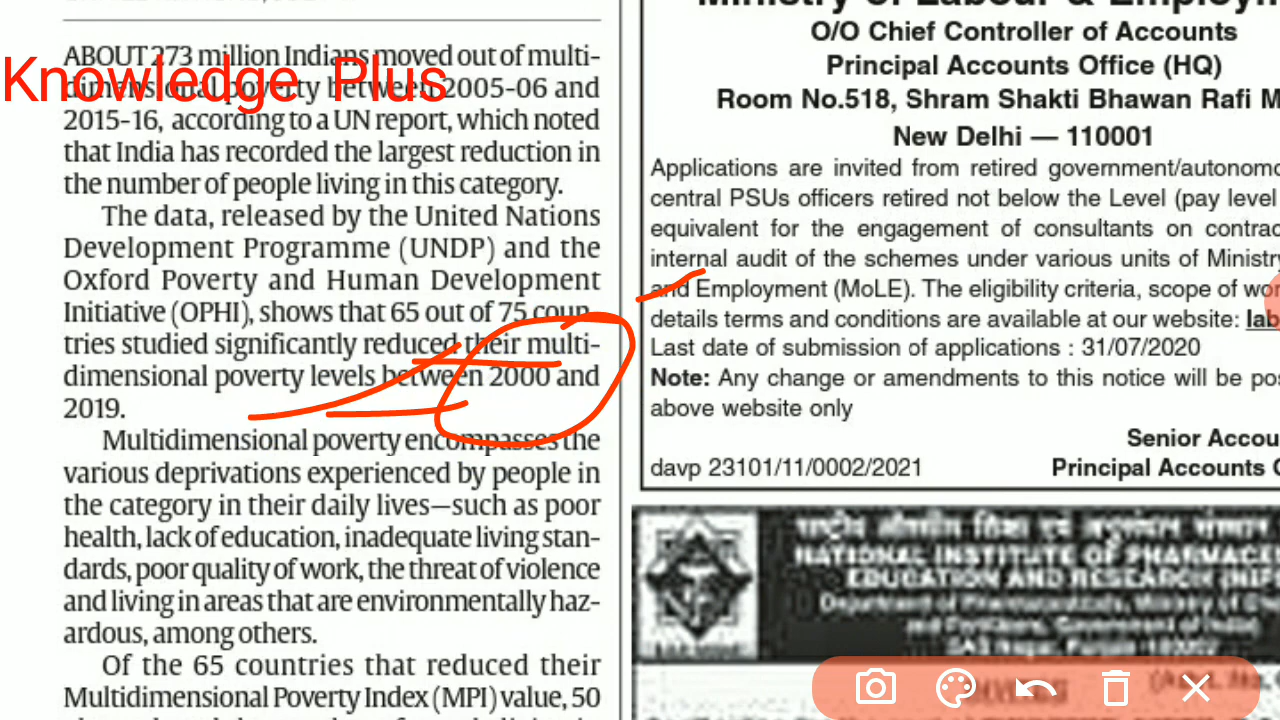 Knowledge Plus
ABOUT 273 million Indians moved out of multi-
dimensional poverty between 2005-06 and
2015-16, according to a UN report, which noted
that India has recorded the largest reduction in
the number of people living in this category.
The data, released by the United Nations
Development Programme (UNDP) and the
Oxford Poverty and Human Development
Initiative (OPHI), shows that 65 out of 75 coun-
tries studied significantly reduced their multi-
dimensional poverty levels between 2000 and
2019.
Multidimensional poverty encompasses the
various deprivations experienced by people in
the category in their daily lives—such as poor
health, lack of education, inadequate living stan-
dards, poor quality of work, the threat of violence
and living in areas that are environmentally haz-
ardous, among others.
Of the 65 countries that reduced their
Multidimensional Poverty Index (MPI) value, 50
Ministry of Labour &
O/O Chief Controller of Accounts
Principal Accounts Office (HQ)
Room No.518, Shram Shakti Bhawan Rafi M
New Delhi — 110001
Applications are invited from retired government/autonomo
central PSUs officers retired not below the Level (pay level
equivalent for the engagement of consultants on contrac
internal audit of the schemes under various units of Ministry
and Employment (MoLE). The eligibility criteria, scope of wor
details terms and conditions are available at our website: lab
Last date of submission of applications : 31/07/2020
Note: Any change or amendments to this notice will be pos
above website only
Senior Accou
Principal Accounts
davp 23101/11/0002/2021
NATIONAL INSTITUTE OF PHARMACE
EDUCATION AND RESEARCH